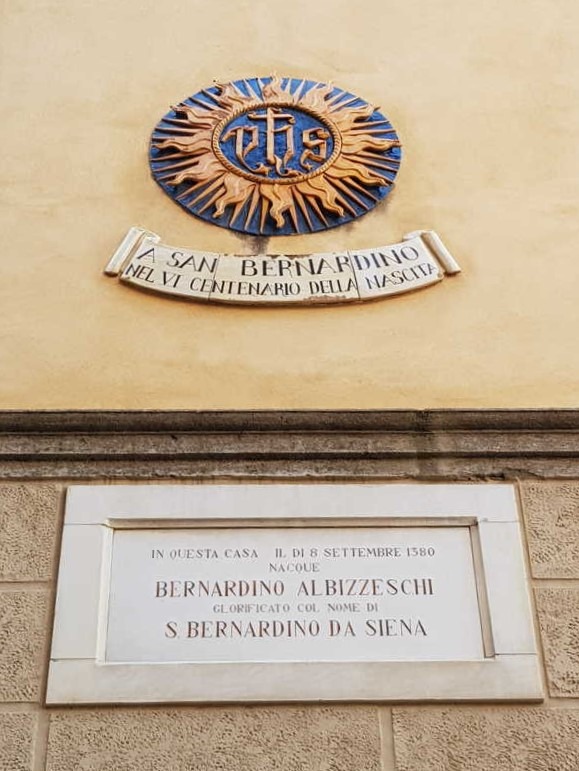 yhs
A SAN BERNARDINO
NEL VI CENTENARIO DELLA NASCITA
IN QUESTA CASA IL DI 8 SETTEMBRE 1380
NACQUE
BERNARDINO ALBIZZESCHI
GLORIFICATO COL NOME DI
S. BERNARDINO DA SIENA